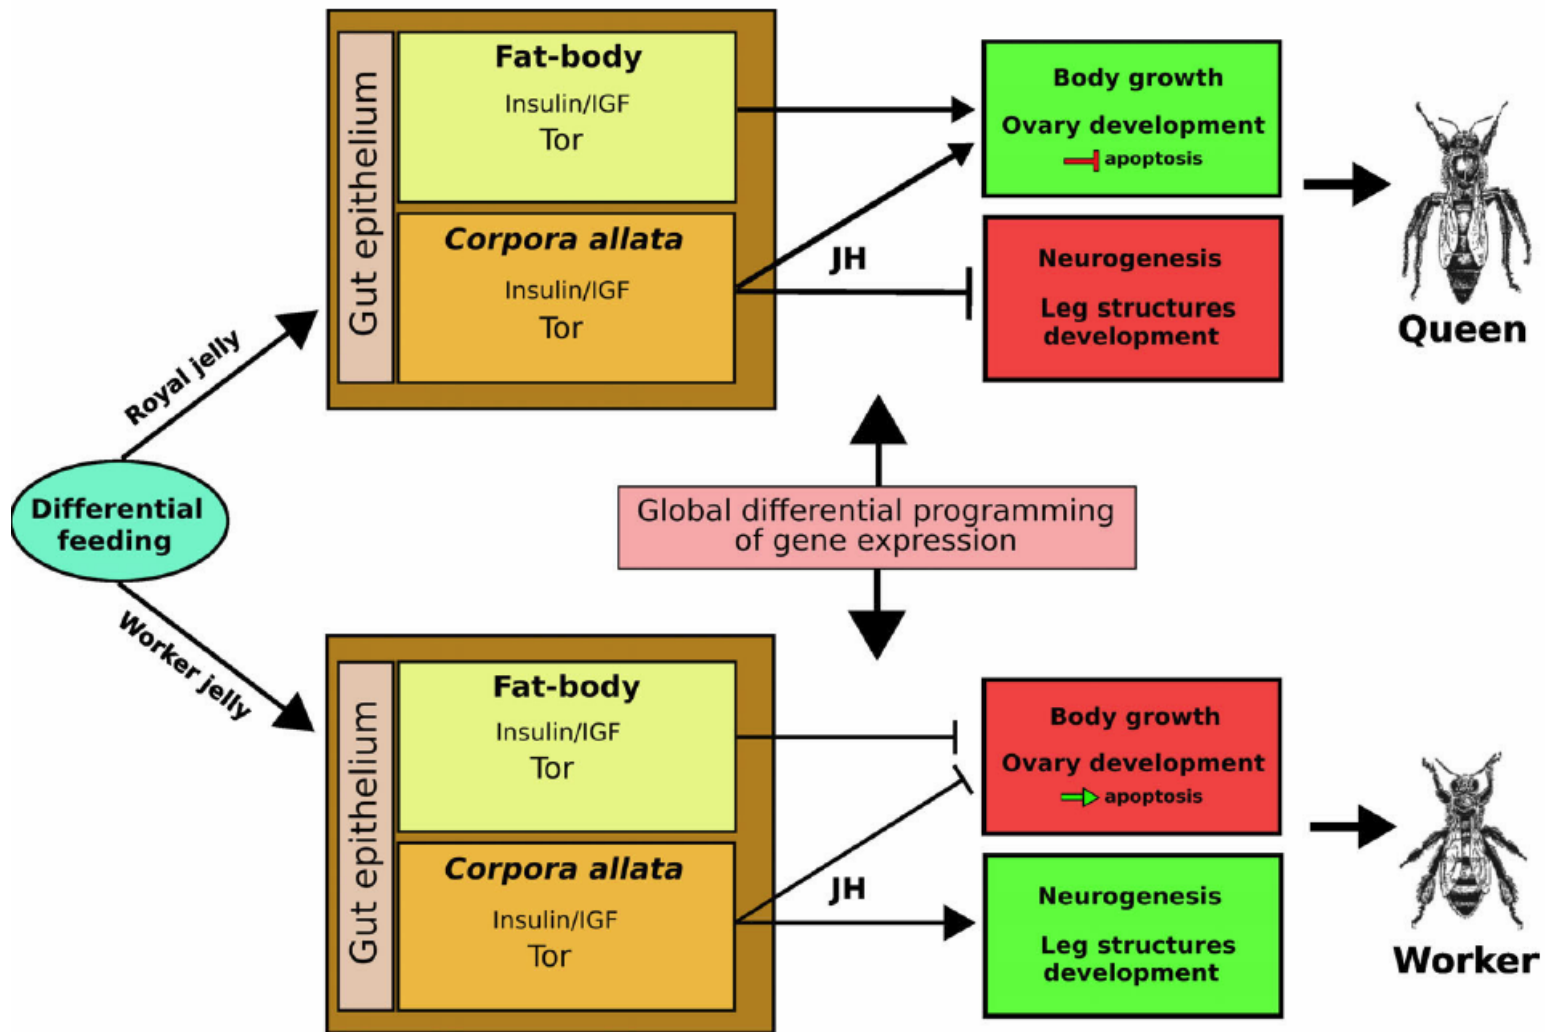 Gut epithelium
Fat-body
Insulin/IGF
Tor
Corpora allata
Insulin/IGF
Tor
JH
Body growth
Ovary development
apoptosis
Neurogenesis
Leg structures
development
Queen
Royal jelly
Differential
feeding
Worker jelly
Global differential programming
of gene expression
Gut epithelium
Fat-body
Insulin/IGF
Tor
Corpora allata
Insulin/IGF
Tor
JH
Body growth
Ovary development
apoptosis
Neurogenesis
Leg structures
development
Worker